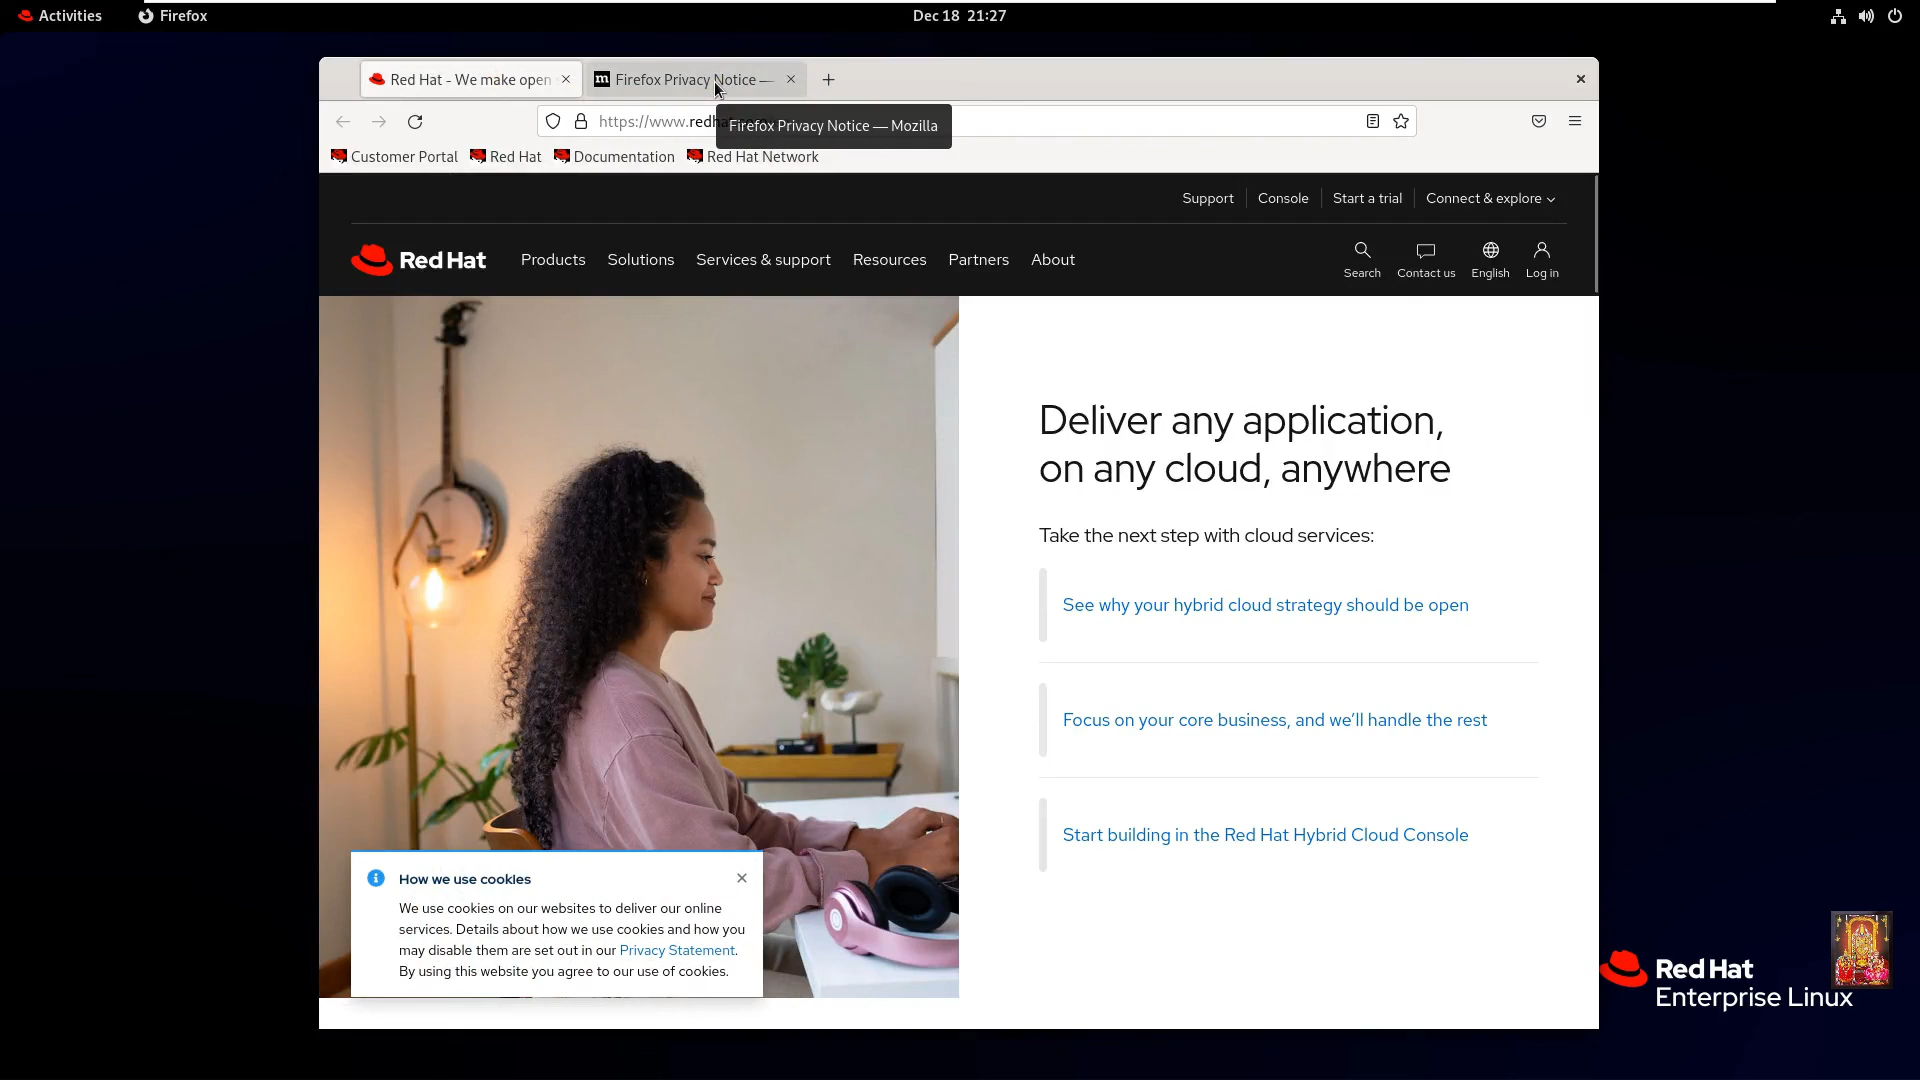 Activities
Firefox
Dec 18 21:27
Red Hat - We make open
Firefox Privacy Notice —
https://www.redh
Firefox Privacy Notice — Mozilla
Customer Portal
Red Hat
Documentation
Red Hat Network
Support
Console
Start a trial
Connect & explore
Red Hat
Products
Solutions
Services & support
Resources
Partners
About
Search
Contact us
English
Log in
Deliver any application,
on any cloud, anywhere
Take the next step with cloud services:
See why your hybrid cloud strategy should be open
Focus on your core business, and we’ll handle the rest
Start building in the Red Hat Hybrid Cloud Console
How we use cookies
We use cookies on our websites to deliver our online
services. Details about how we use cookies and how you
may disable them are set out in our Privacy Statement.
By using this website you agree to our use of cookies.
Red Hat
Enterprise Linux